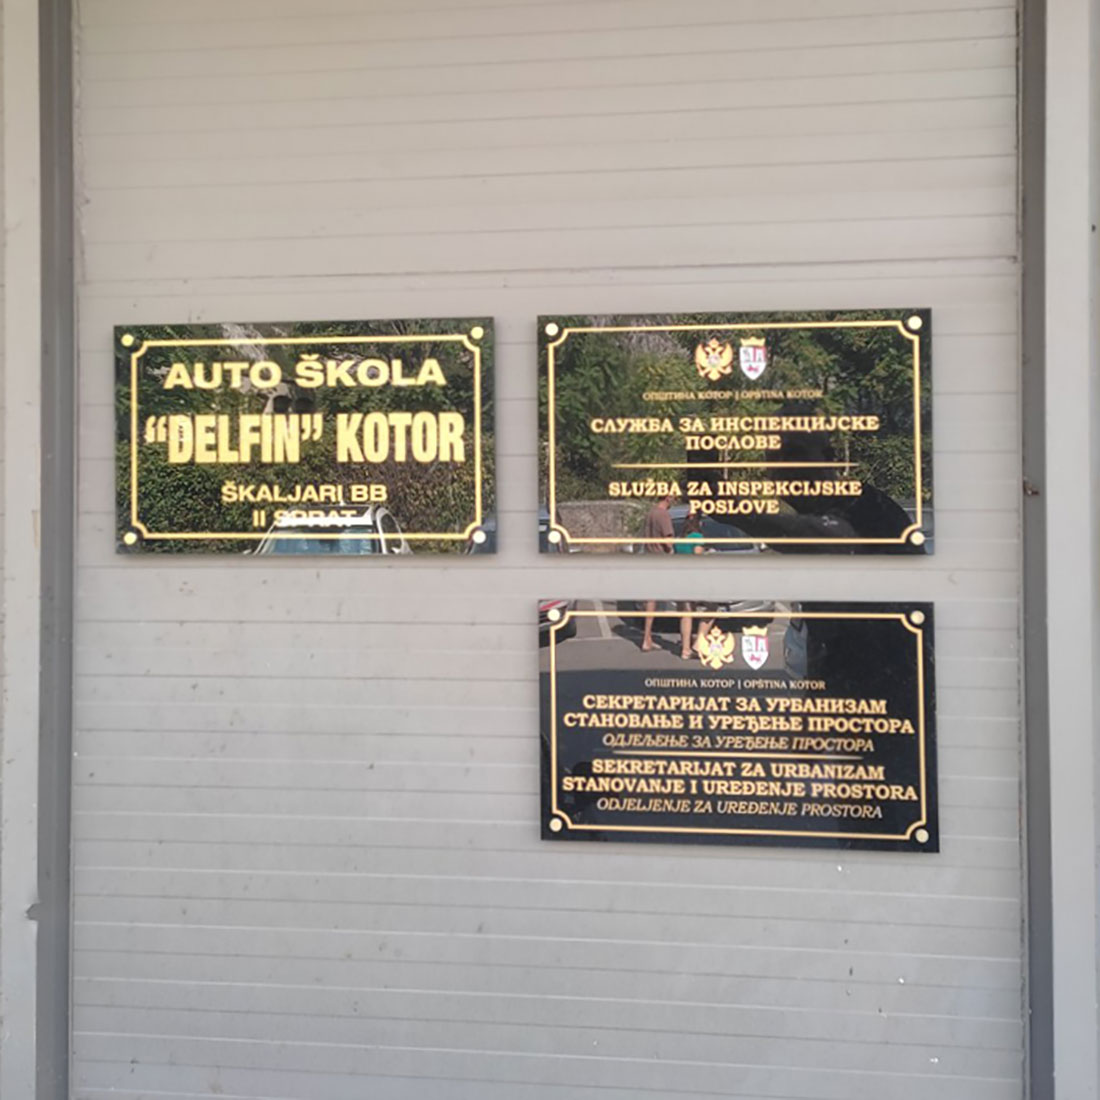 AUTO ŠKOLA
“DELFIN” KOTOR
ŠKALJARI BB
II SPRAT
ОПШТИНА КОТОР | OPŠTINA KOTOR
СЛУЖБА ЗА ИНСПЕКЦИЈСКЕ
ПОСЛОВЕ
SLUŽBA ZA INSPEKCIJSKE
POSLOVE
ОПШТИНА КОТОР | OPŠTINA KOTOR
СЕКРЕТАРИЈАТ ЗА УРБАНИЗАМ
СТАНОВАЊЕ И УРЕЂЕЊЕ ПРОСТОРА
ОДЈЕЉЕЊЕ ЗА УРЕЂЕЊЕ ПРОСТОРА
SEKRETARIJAT ZA URBANIZAM
STANOVANJE I UREĐENJE PROSTORA
ODJELJENJE ZA UREĐENJE PROSTORA